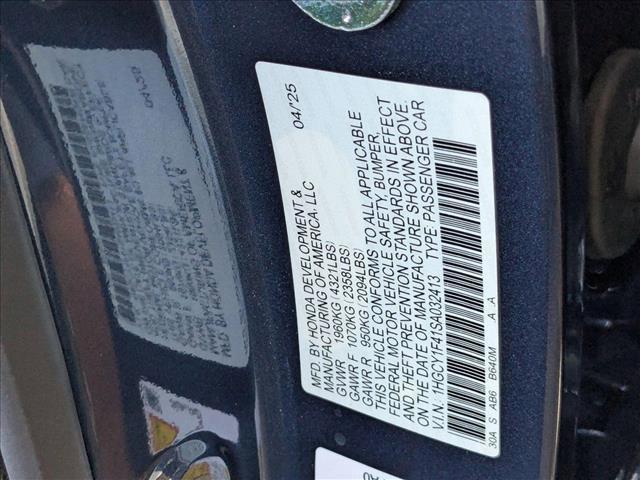 MFD. BY HONDA DEVELOPMENT &
MANUFACTURING OF AMERICA, LLC 04/25
GVWR 1960KG(4321LBS)
GAWR F 1070KG(2358LBS)
GAWR R 950KG(2094LBS)
THIS VEHICLE CONFORMS TO ALL APPLICABLE
FEDERAL MOTOR VEHICLE SAFETY, BUMPER,
AND THEFT PREVENTION STANDARDS IN EFFECT
ON THE DATE OF MANUFACTURE SHOWN ABOVE.
V.I.N.: 1HGCY1F41SA032413 TYPE: PASSENGER CAR
30A S AB6 B640M A .A